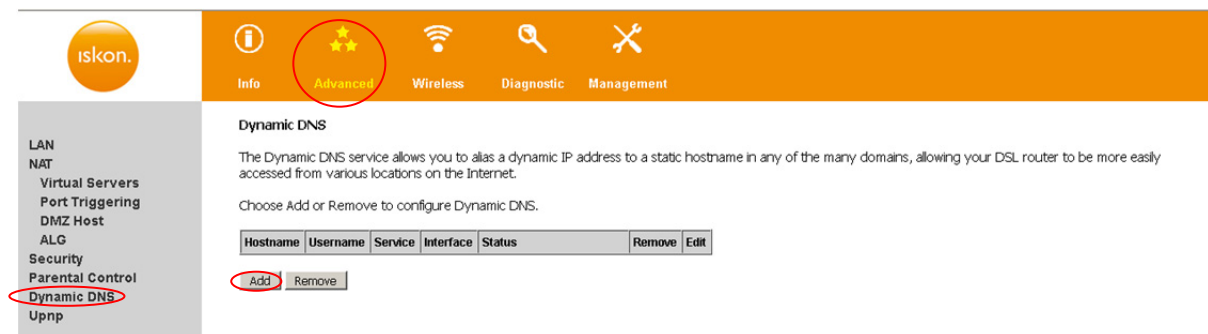 ıskon.
Info
Advanced
Wireless
Diagnostic
Management
LAN
NAT
Virtual Servers
Port Triggering
DMZ Host
ALG
Security
Parental Control
Dynamic DNS
Upnp
Dynamic DNS
The Dynamic DNS service allows you to alias a dynamic IP address to a static hostname in any of the many domains, allowing your DSL router to be more easily
accessed from various locations on the Internet.
Choose Add or Remove to configure Dynamic DNS.
Hostname Username Service Interface Status Remove Edit
Add Remove